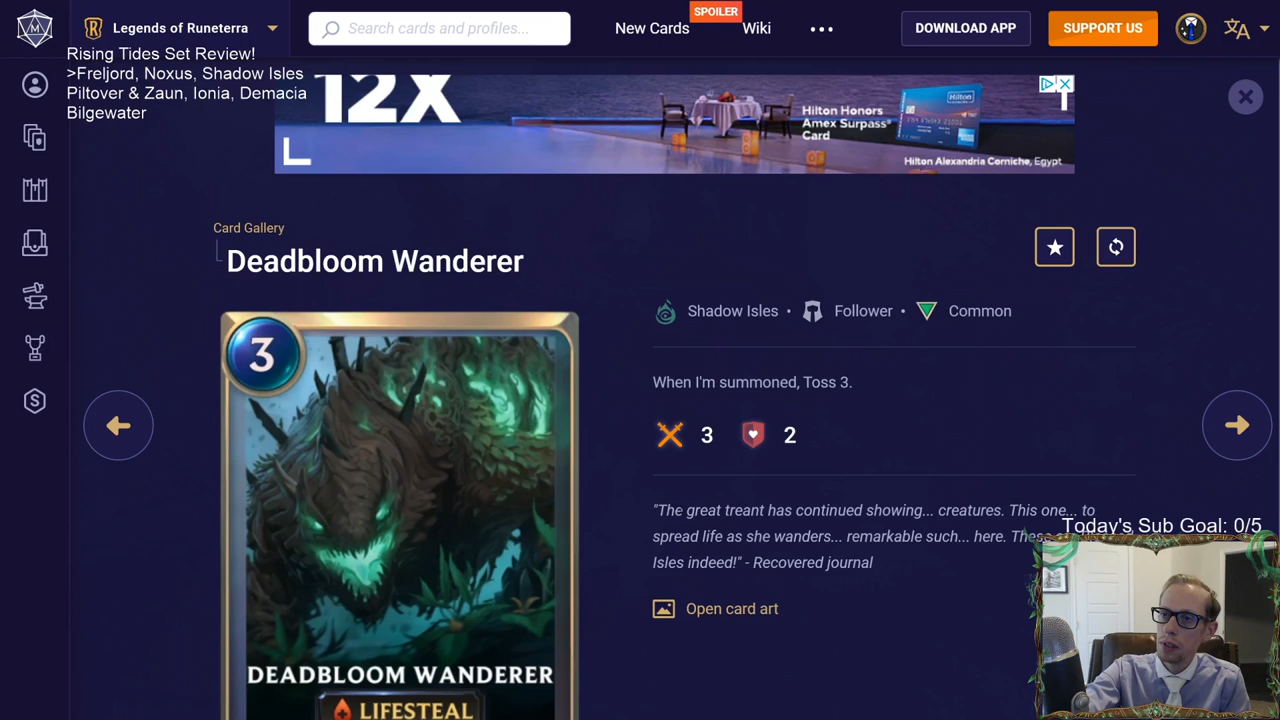 SPOILER
Legends of Runeterra
Search cards and profiles...
New Cards
Wiki
DOWNLOAD APP
SUPPORT US
Rising Tides Set Review!
>Freljord, Noxus, Shadow Isles
Piltover & Zaun, Ionia, Demacia
Bilgewater
12X
Hilton Honors
Amex Surpass®
Card
Hilton
Hilton Alexandria Corniche, Egypt
Card Gallery
Deadbloom Wanderer
Shadow Isles • Follower • Common
3
When I'm summoned, Toss 3.
3 2
"The great treant has continued showing... creatures. This one... to
spread life as she wanders... remarkable such... here. These
Isles indeed!" - Recovered journal
Today's Sub Goal: 0/5
Open card art
DEADBLOOM WANDERER
LIFESTEAL